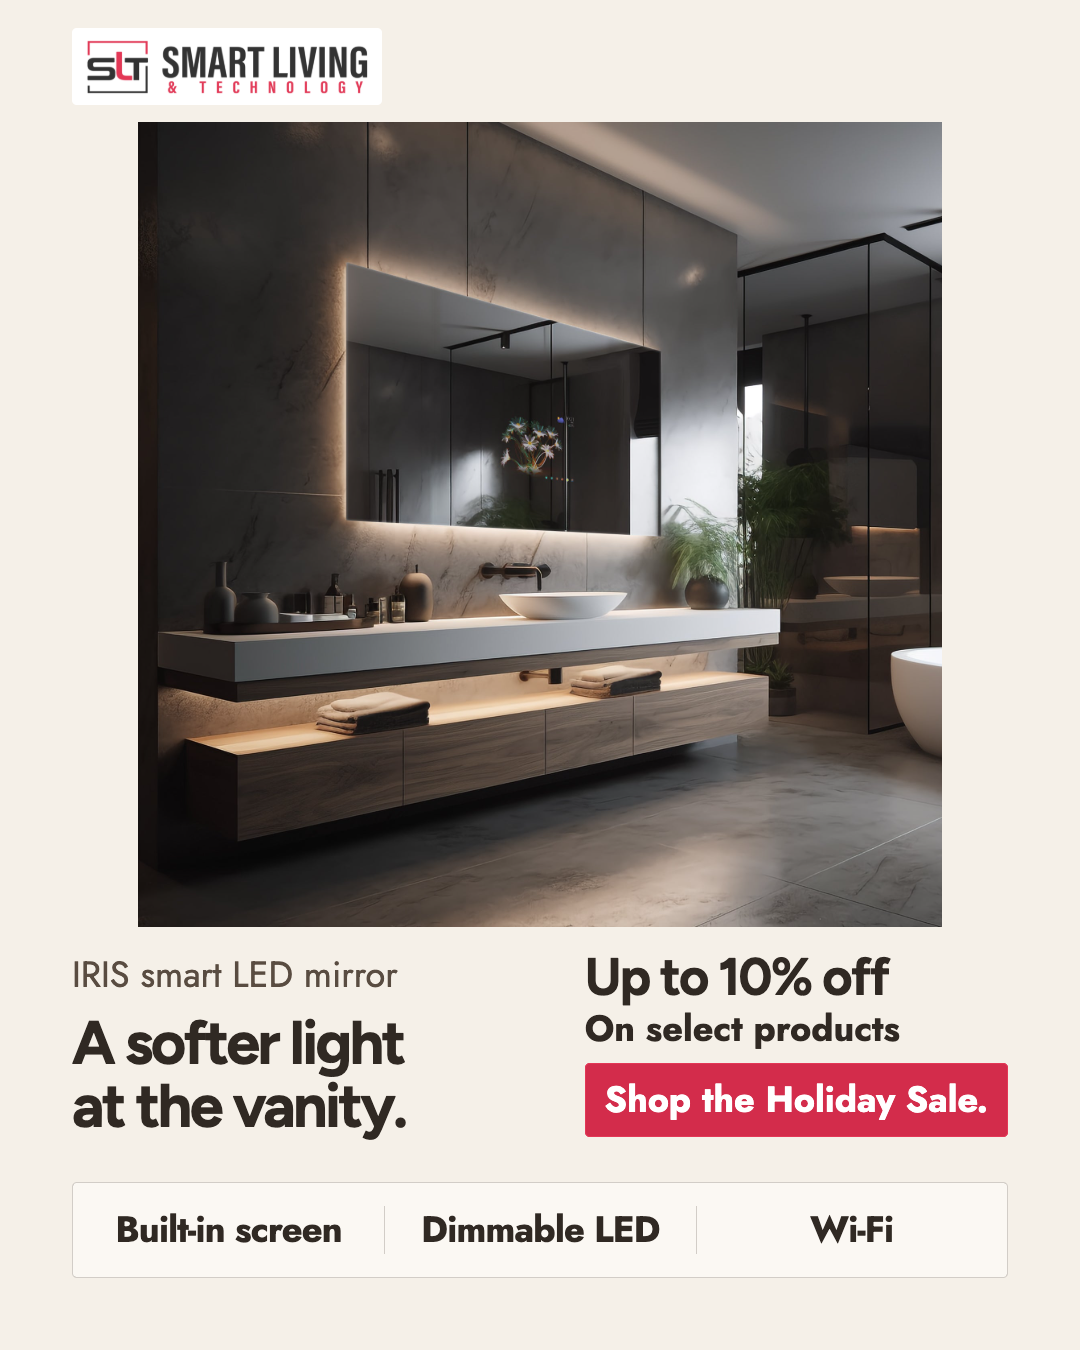 SLT SMART LIVING
& TECHNOLOGY
IRIS smart LED mirror
A softer light
at the vanity.
Up to 10% off
On select products
Shop the Holiday Sale.
Built-in screen
Dimmable LED
Wi-Fi